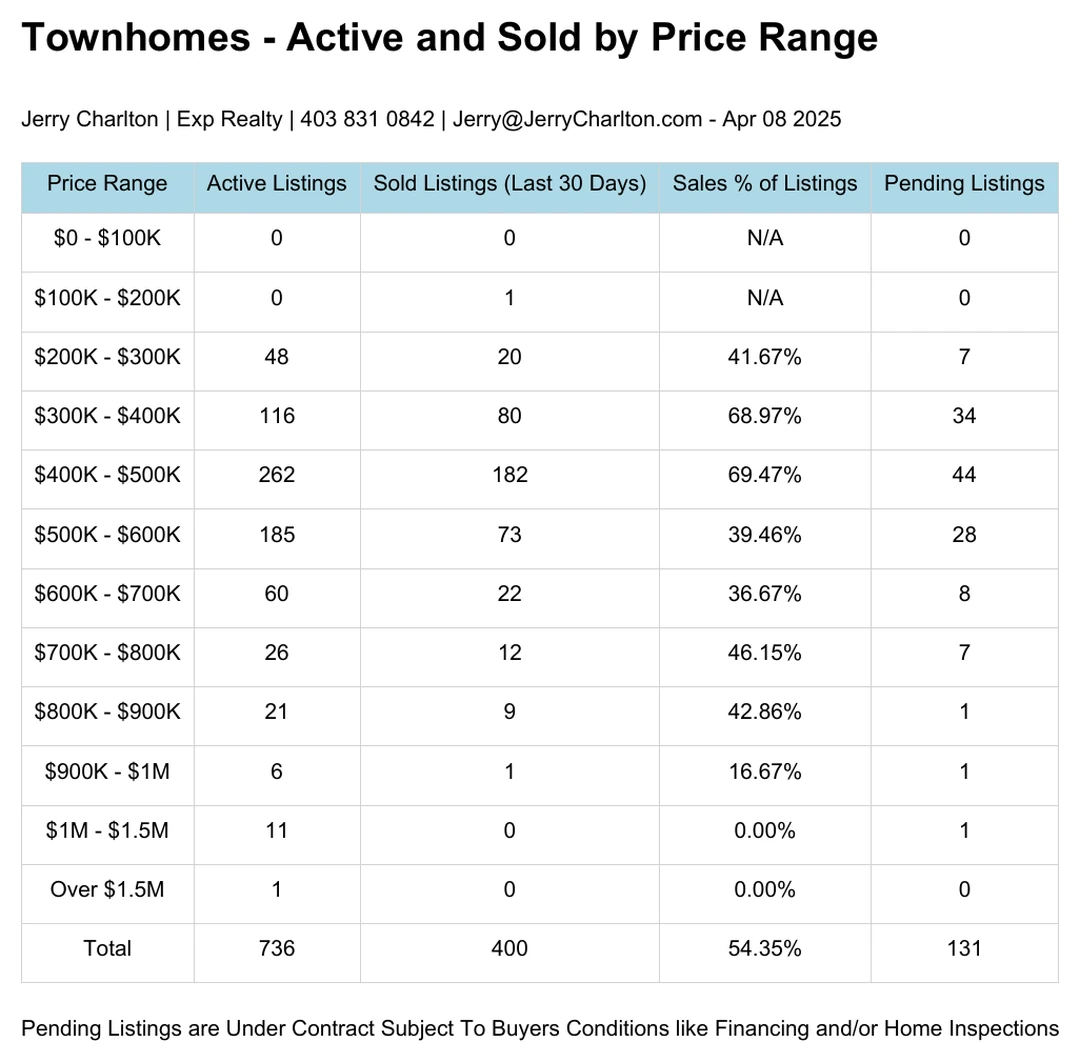 Townhomes - Active and Sold by Price Range
Jerry Charlton | Exp Realty | 403 831 0842 | Jerry@JerryCharlton.com - Apr 08 2025
Price Range Active Listings Sold Listings (Last 30 Days) Sales % of Listings Pending Listings
$0 - $100K 0 0 N/A 0
$100K - $200K 0 1 N/A 0
$200K - $300K 48 20 41.67% 7
$300K - $400K 116 80 68.97% 34
$400K - $500K 262 182 69.47% 44
$500K - $600K 185 73 39.46% 28
$600K - $700K 60 22 36.67% 8
$700K - $800K 26 12 46.15% 7
$800K - $900K 21 9 42.86% 1
$900K - $1M 6 1 16.67% 1
$1M - $1.5M 11 0 0.00% 1
Over $1.5M 1 0 0.00% 0
Total 736 400 54.35% 131
Pending Listings are Under Contract Subject To Buyers Conditions like Financing and/or Home Inspections